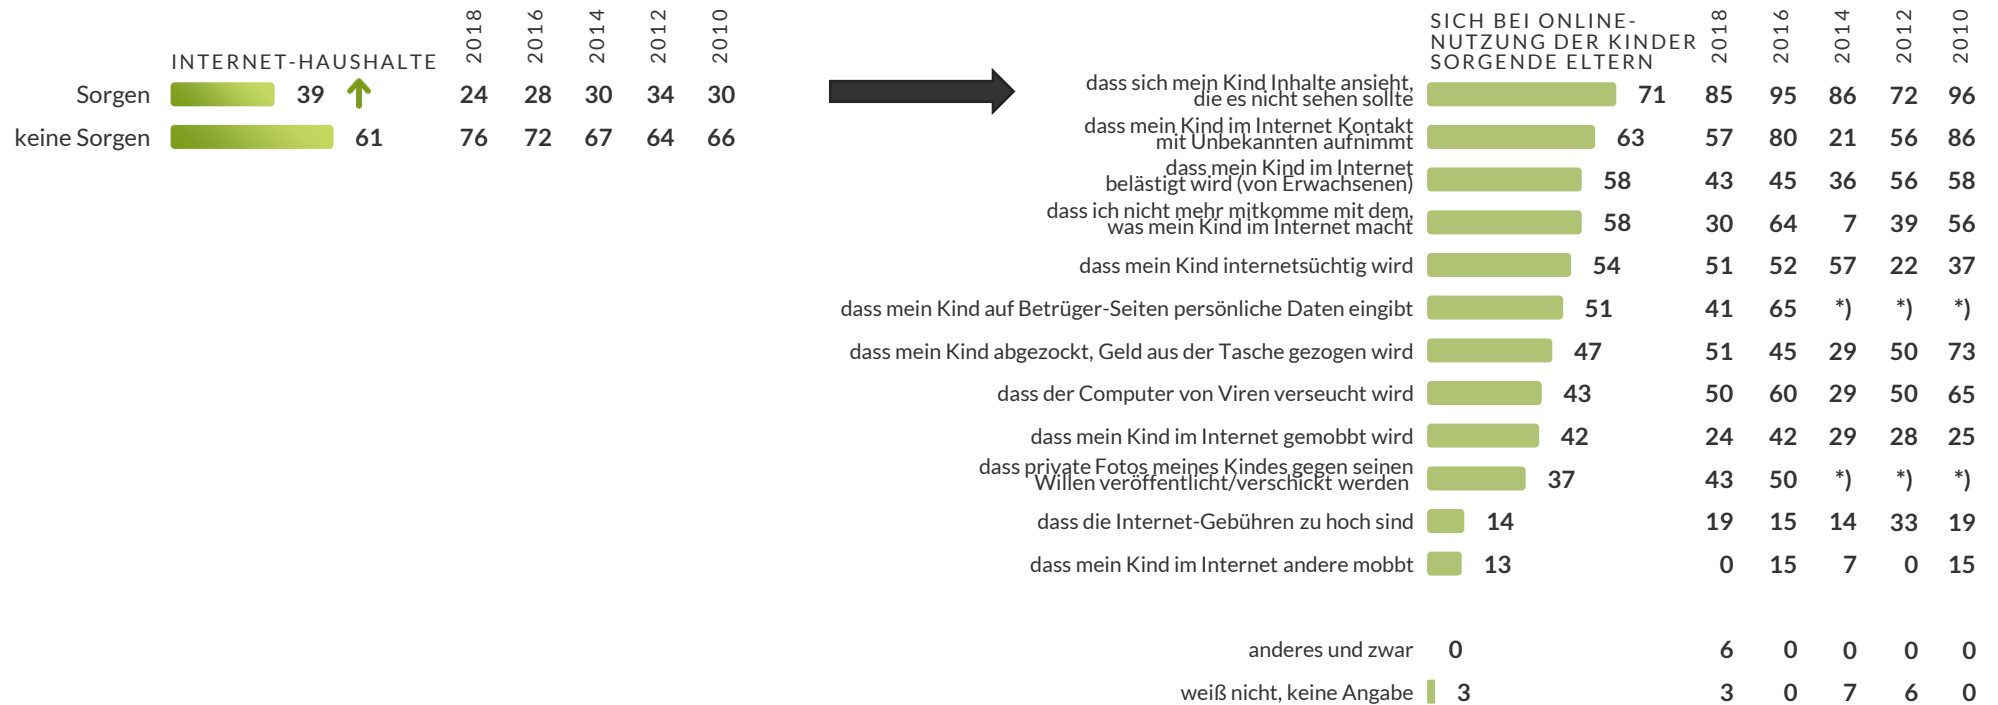 INTERNET-HAUSHALTE 2018 2016 2014 2012 2010
Sorgen 39 24 28 30 34 30
keine Sorgen 61 76 72 67 64 66
SICH BEI ONLINE-
NUTZUNG DER KINDER
SORGENDE ELTERN 2018 2016 2014 2012 2010
dass sich mein Kind Inhalte ansieht,
die es nicht sehen sollte 71 85 95 86 72 96
dass mein Kind im Internet Kontakt
mit Unbekannten aufnimmt 63 57 80 21 56 86
dass mein Kind im Internet
belästigt wird (von Erwachsenen) 58 43 45 36 56 58
dass ich nicht mehr mitkomme mit dem,
was mein Kind im Internet macht 58 30 64 7 39 56
dass mein Kind internetsüchtig wird 54 51 52 57 22 37
dass mein Kind auf Betrüger-Seiten persönliche Daten eingibt 51 41 65 *) *) *)
dass mein Kind abgezockt, Geld aus der Tasche gezogen wird 47 51 45 29 50 73
dass der Computer von Viren verseucht wird 43 50 60 29 50 65
dass mein Kind im Internet gemobbt wird 42 24 42 29 28 25
dass private Fotos meines Kindes gegen seinen
Willen veröffentlicht/verschickt werden 37 43 50 *) *) *)
dass die Internet-Gebühren zu hoch sind 14 19 15 14 33 19
dass mein Kind im Internet andere mobbt 13 0 15 7 0 15
anderes und zwar 0 6 0 0 0 0
weiß nicht, keine Angabe 3 3 0 7 6 0